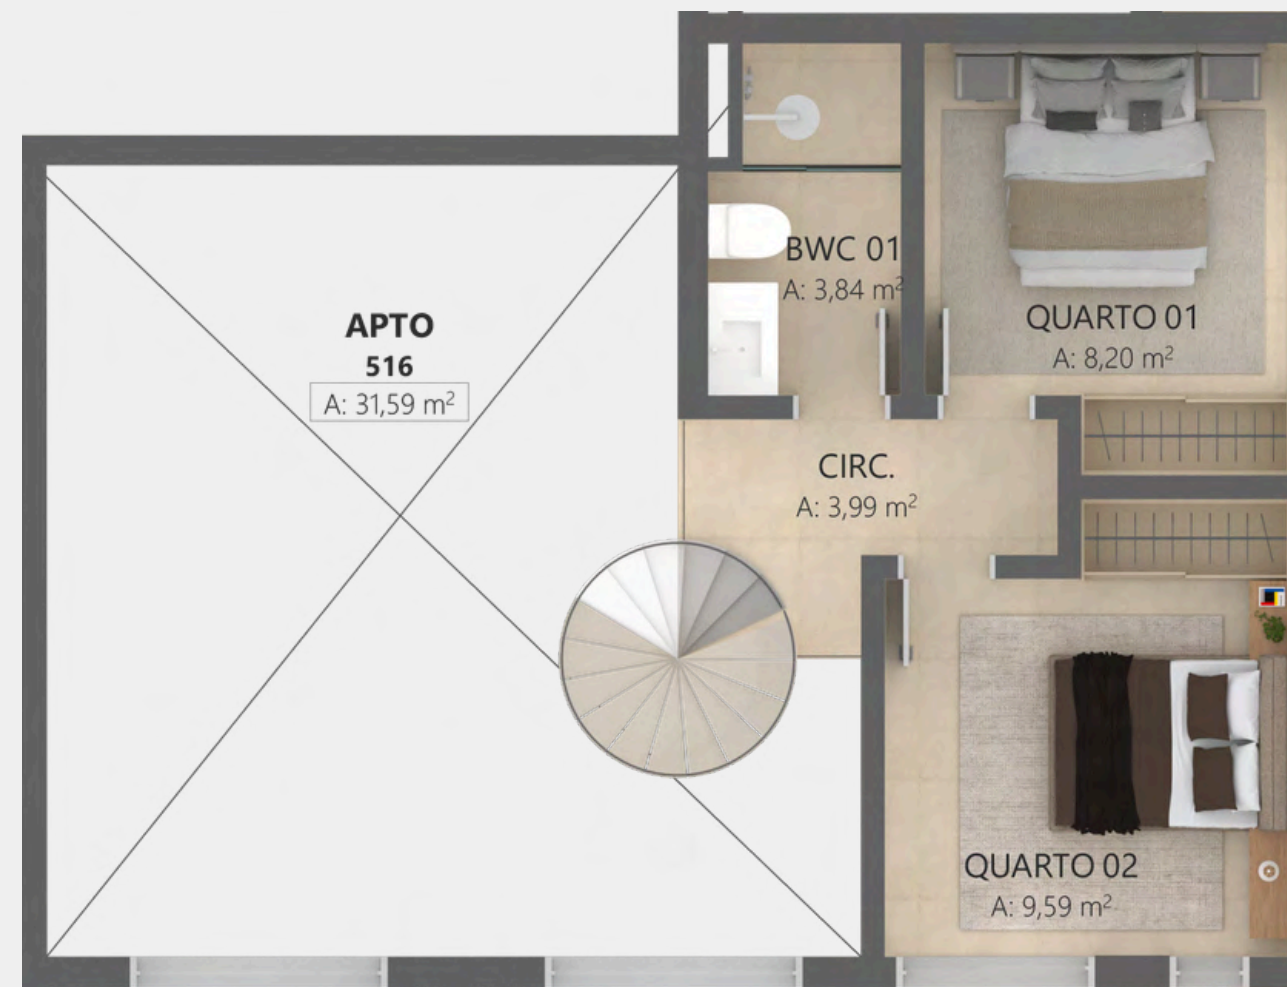 BWC 01
A: 3,84 m²
QUARTO 01
A: 8,20 m²
APTO
516
A: 31,59 m²
CIRC.
A: 3,99 m²
QUARTO 02
A: 9,59 m²